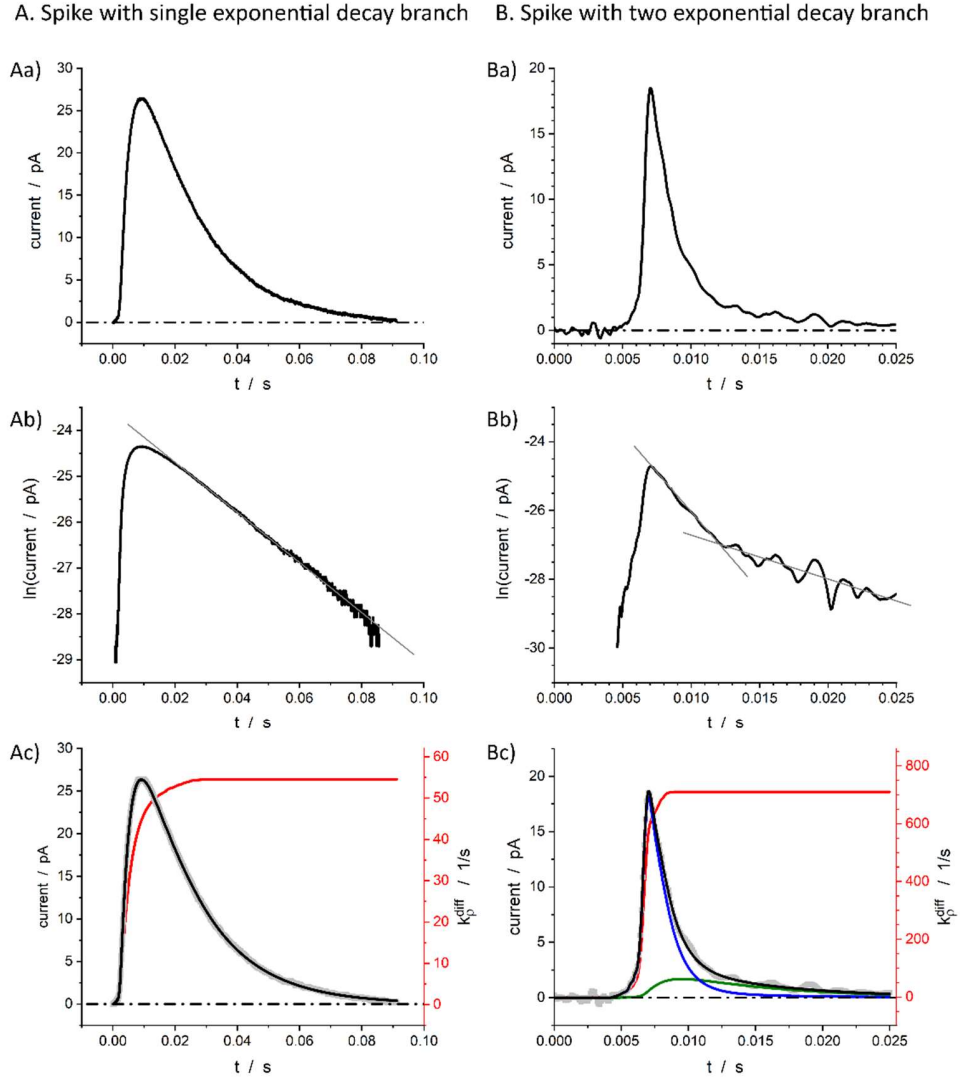 A. Spike with single exponential decay branch
B. Spike with two exponential decay branch
Aa)
30
25
20
15
10
5
0
current / pA
0.00 0.02 0.04 0.06 0.08 0.10
t / s
Ba)
20
15
10
5
0
current / pA
0.000 0.005 0.010 0.015 0.020 0.025
t / s
Ab)
-24
-25
-26
-27
-28
-29
ln(current / pA)
0.00 0.02 0.04 0.06 0.08 0.10
t / s
Bb)
-24
-26
-28
-30
ln(current / pA)
0.000 0.005 0.010 0.015 0.020 0.025
t / s
Ac)
30
25
20
15
10
5
0
current / pA
60
50
40
30
20
10
0
k_ρ^diff / 1/s
0.00 0.02 0.04 0.06 0.08 0.10
t / s
Bc)
20
15
10
5
0
current / pA
800
700
600
500
400
300
200
100
0
k_ρ^diff / 1/s
0.000 0.005 0.010 0.015 0.020 0.025
t / s